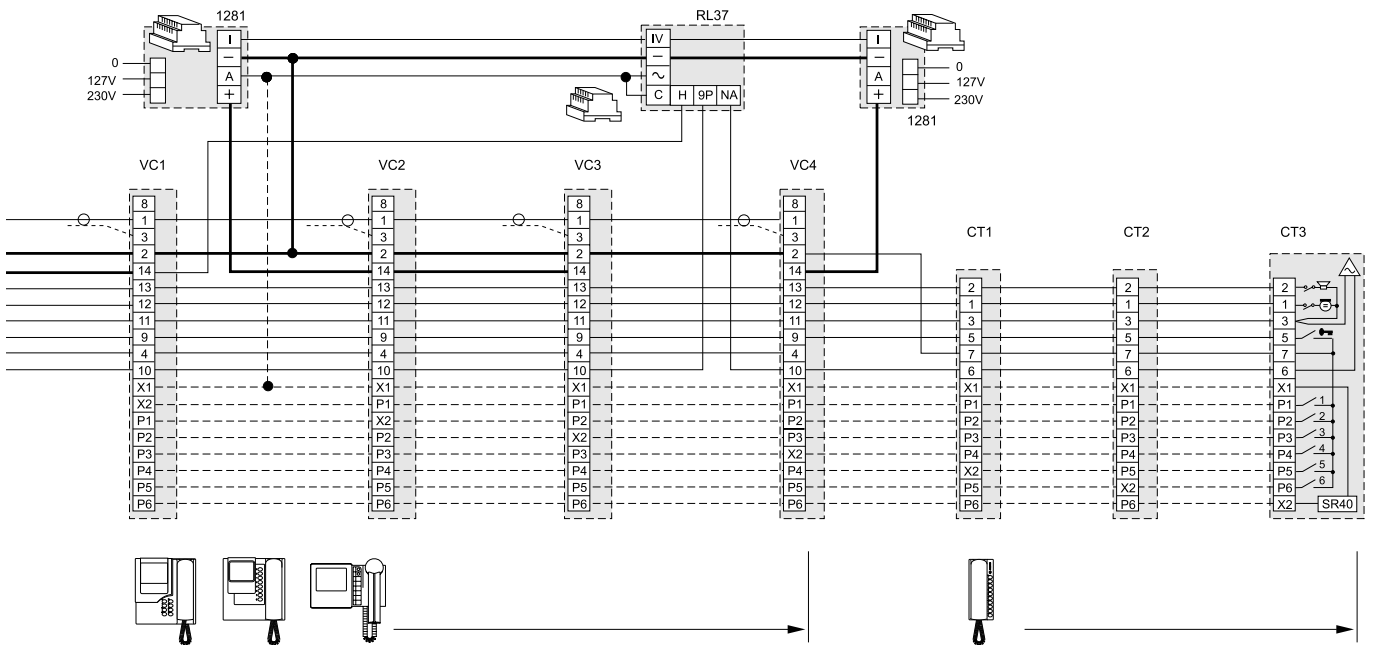 1281
RL37
I
–
A
+
0
127V
230V
IV
–
~
C H 9P NA
I
–
A
+
0
127V
230V
1281
VC1
8
1
3
2
14
13
12
11
9
4
10
X1
X2
P1
P2
P3
P4
P5
P6
VC2
8
1
3
2
14
13
12
11
9
4
10
X1
P1
X2
P2
P3
P4
P5
P6
VC3
8
1
3
2
14
13
12
11
9
4
10
X1
P1
P2
X2
P3
P4
P5
P6
VC4
8
1
3
2
14
13
12
11
9
4
10
X1
P1
P2
P3
X2
P4
P5
P6
CT1
2
1
3
5
7
6
X1
P1
P2
P3
P4
X2
P5
P6
CT2
2
1
3
5
7
6
X1
P1
P2
P3
P4
P5
X2
P6
CT3
2
1
3
5
7
6
X1
P1 1
P2 2
P3 3
P4 4
P5 5
P6 6
X2 SR40